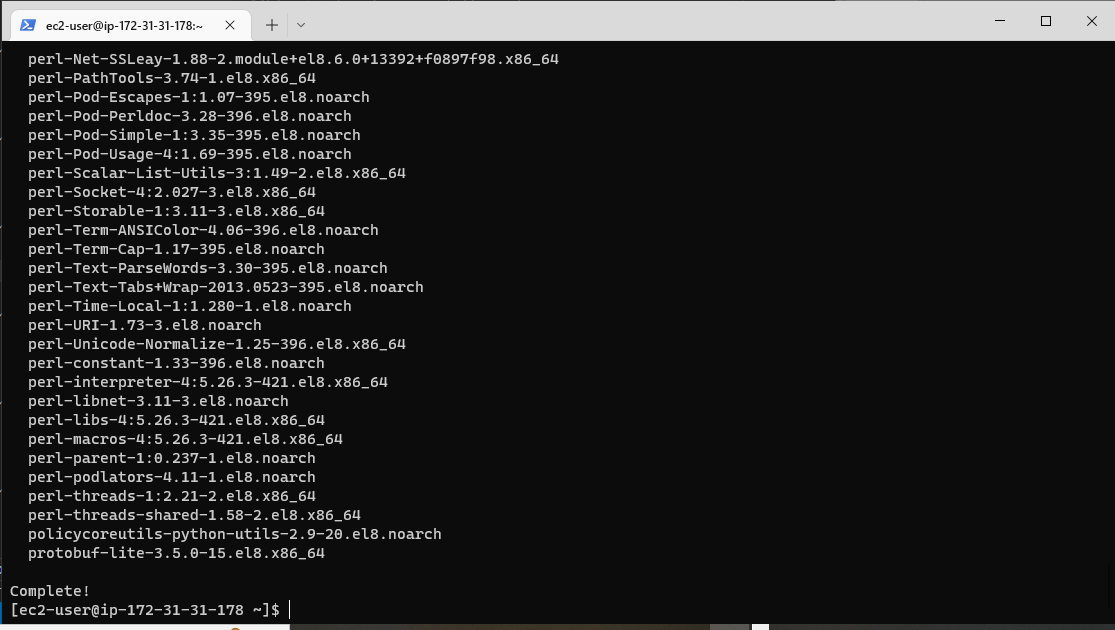 ec2-user@ip-172-31-31-178:~
perl-Net-SSLeay-1.88-2.module+el8.6.0+13392+f0897f98.x86_64
perl-PathTools-3.74-1.el8.x86_64
perl-Pod-Escapes-1:1.07-395.el8.noarch
perl-Pod-Perldoc-3.28-396.el8.noarch
perl-Pod-Simple-1:3.35-395.el8.noarch
perl-Pod-Usage-4:1.69-395.el8.noarch
perl-Scalar-List-Utils-3:1.49-2.el8.x86_64
perl-Socket-4:2.027-3.el8.x86_64
perl-Storable-1:3.11-3.el8.x86_64
perl-Term-ANSIColor-4.06-396.el8.noarch
perl-Term-Cap-1.17-395.el8.noarch
perl-Text-ParseWords-3.30-395.el8.noarch
perl-Text-Tabs+Wrap-2013.0523-395.el8.noarch
perl-Time-Local-1:1.280-1.el8.noarch
perl-URI-1.73-3.el8.noarch
perl-Unicode-Normalize-1.25-396.el8.x86_64
perl-constant-1.33-396.el8.noarch
perl-interpreter-4:5.26.3-421.el8.x86_64
perl-libnet-3.11-3.el8.noarch
perl-libs-4:5.26.3-421.el8.x86_64
perl-macros-4:5.26.3-421.el8.x86_64
perl-parent-1:0.237-1.el8.noarch
perl-podlators-4.11-1.el8.noarch
perl-threads-1:2.21-2.el8.x86_64
perl-threads-shared-1.58-2.el8.x86_64
policycoreutils-python-utils-2.9-20.el8.noarch
protobuf-lite-3.5.0-15.el8.x86_64
Complete!
[ec2-user@ip-172-31-31-178 ~]$